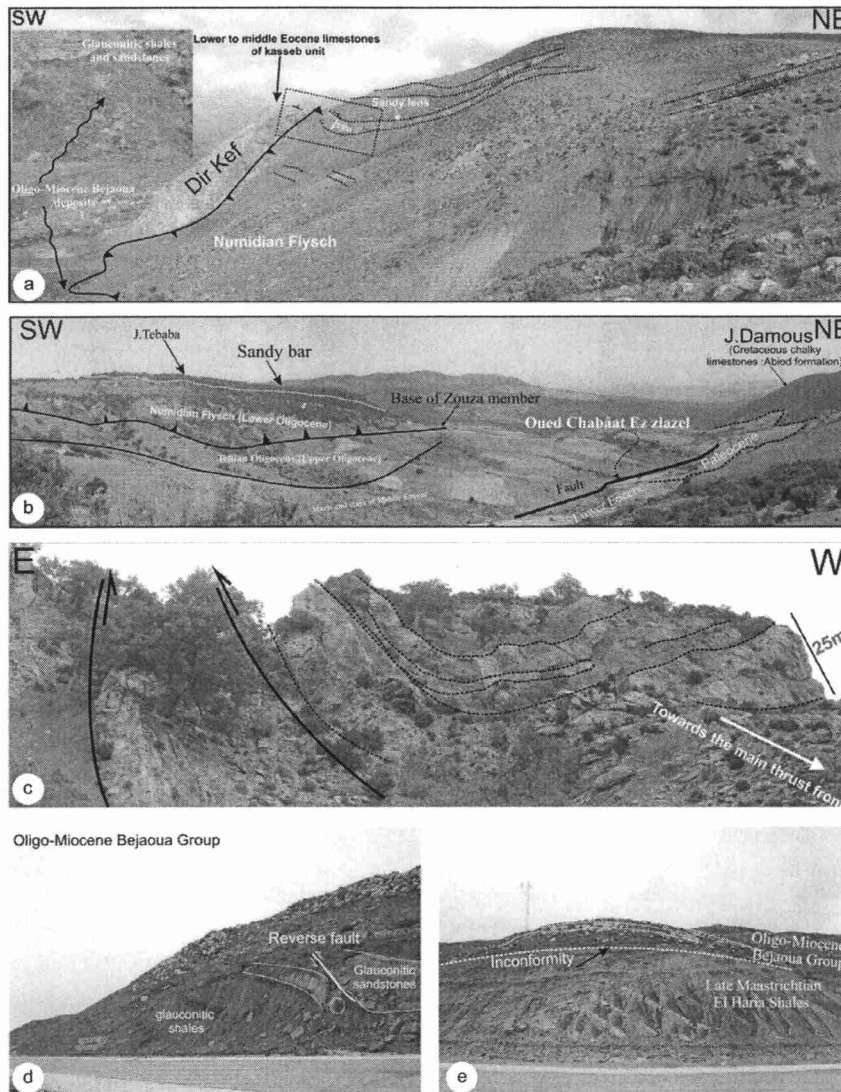 SW
NE
Glauconitic shales
and sandstones
Lower to middle Eocene limestones
of kasseb unit
Sandy lens
Dir Kef
Oligo-Miocene Bejaoua
deposits
Numidian Flysch
a
SW
NE
J.Tebaba
Sandy bar
J.Damous
(Cretaceous chalky
limestones :Abiod formation)
Numidian Flysch (Lower Oligocene)
Base of Zouza member
Oued Chabâat Ez zlazel
Tellian Oligocene (Upper Oligocene)
Paleocene
Fault
Lower Eocene
b
E
W
25m
Towards the main thrust front
c
Oligo-Miocene Bejaoua Group
Reverse fault
Glauconitic
sandstones
glauconitic
shales
d
Oligo-Miocene
Bejaoua Group
Inconformity
Late Maastrichtian
El Haria Shales
e